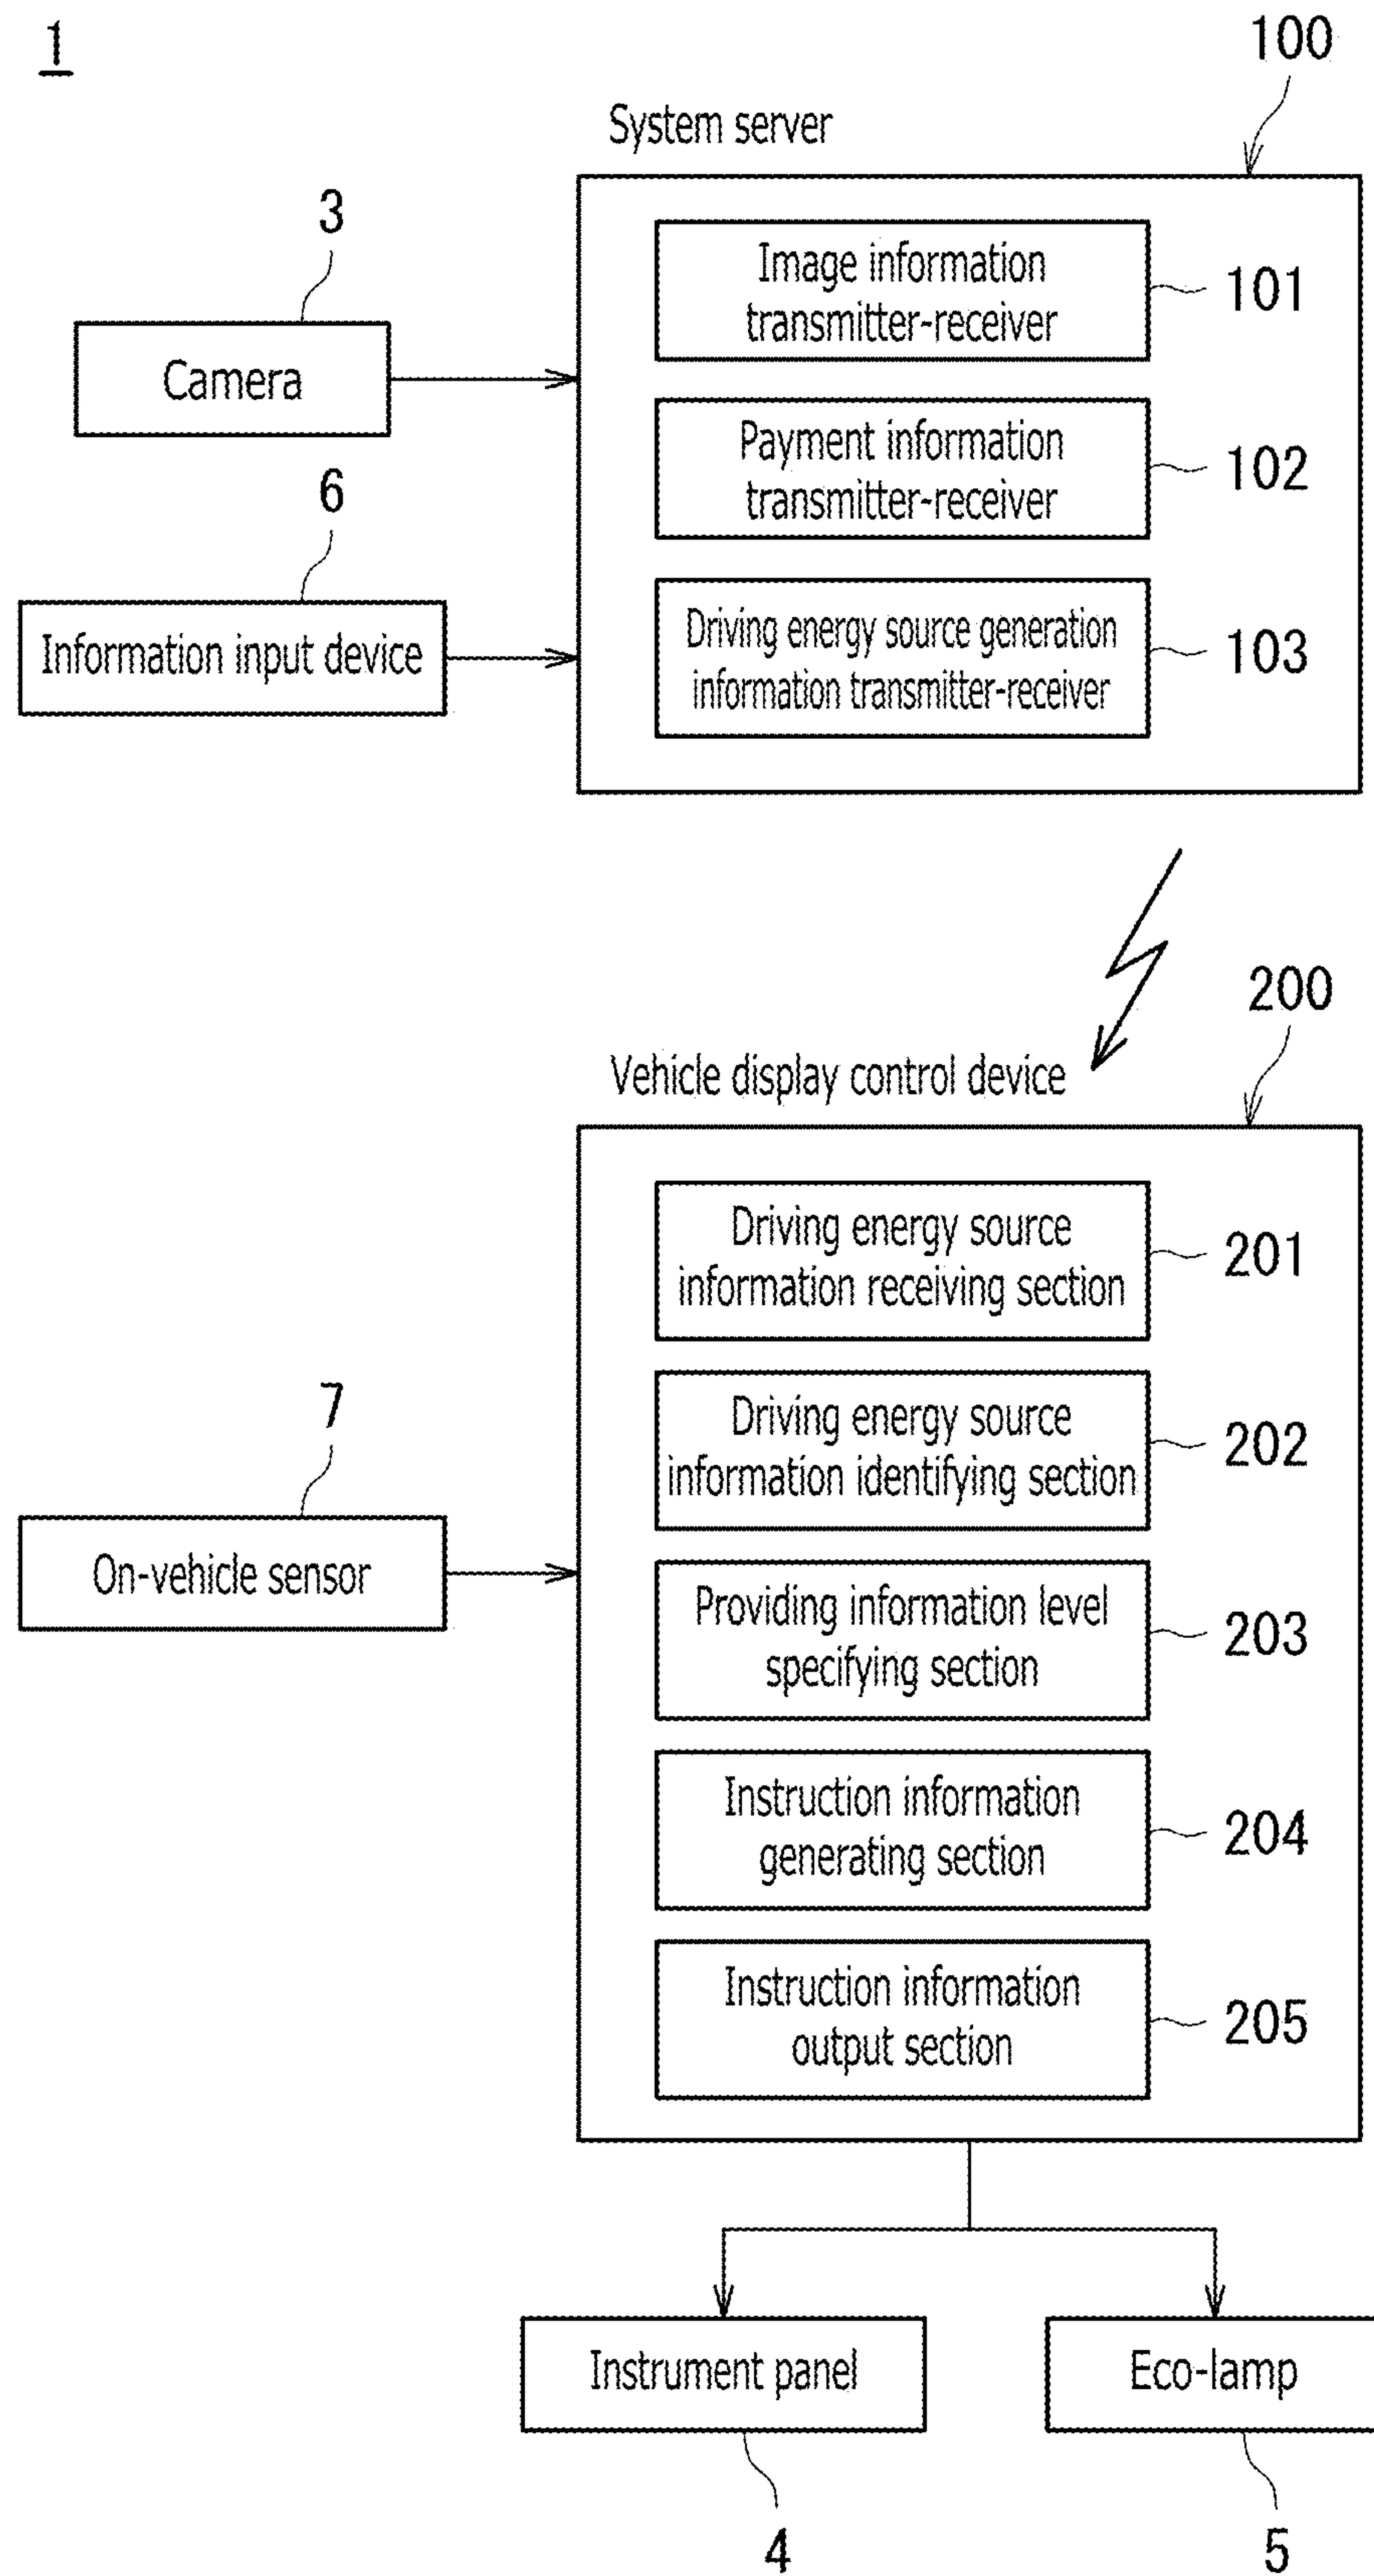 1
100
System server
3
Image information
transmitter-receiver
101
Camera
Payment information
transmitter-receiver
102
6
Information input device
Driving energy source generation
information transmitter-receiver
103
200
Vehicle display control device
Driving energy source
information receiving section
201
7
Driving energy source
information identifying section
202
On-vehicle sensor
Providing information level
specifying section
203
Instruction information
generating section
204
Instruction information
output section
205
Instrument panel
Eco-lamp
4
5